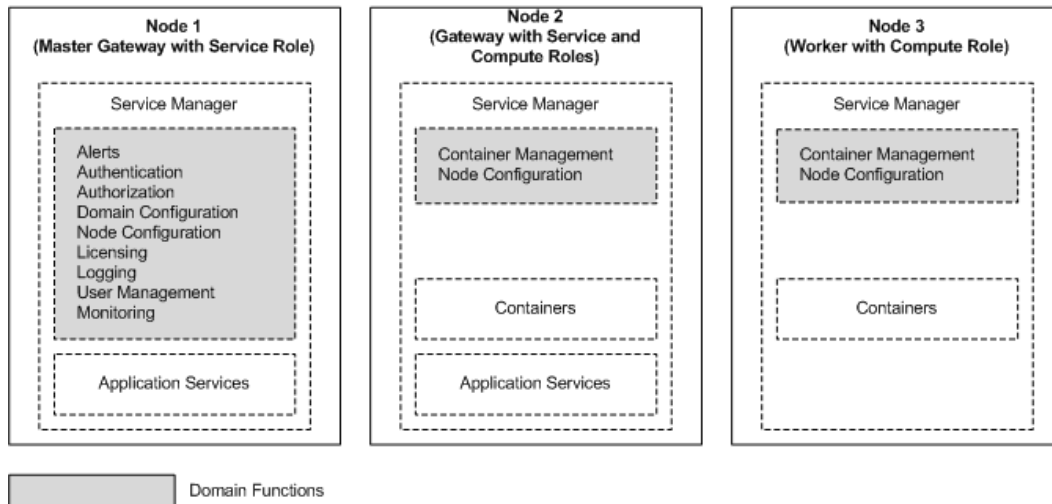 Node 1
(Master Gateway with Service Role)
Service Manager
Alerts
Authentication
Authorization
Domain Configuration
Node Configuration
Licensing
Logging
User Management
Monitoring
Application Services
Node 2
(Gateway with Service and
Compute Roles)
Service Manager
Container Management
Node Configuration
Containers
Application Services
Node 3
(Worker with Compute Role)
Service Manager
Container Management
Node Configuration
Containers
Domain Functions